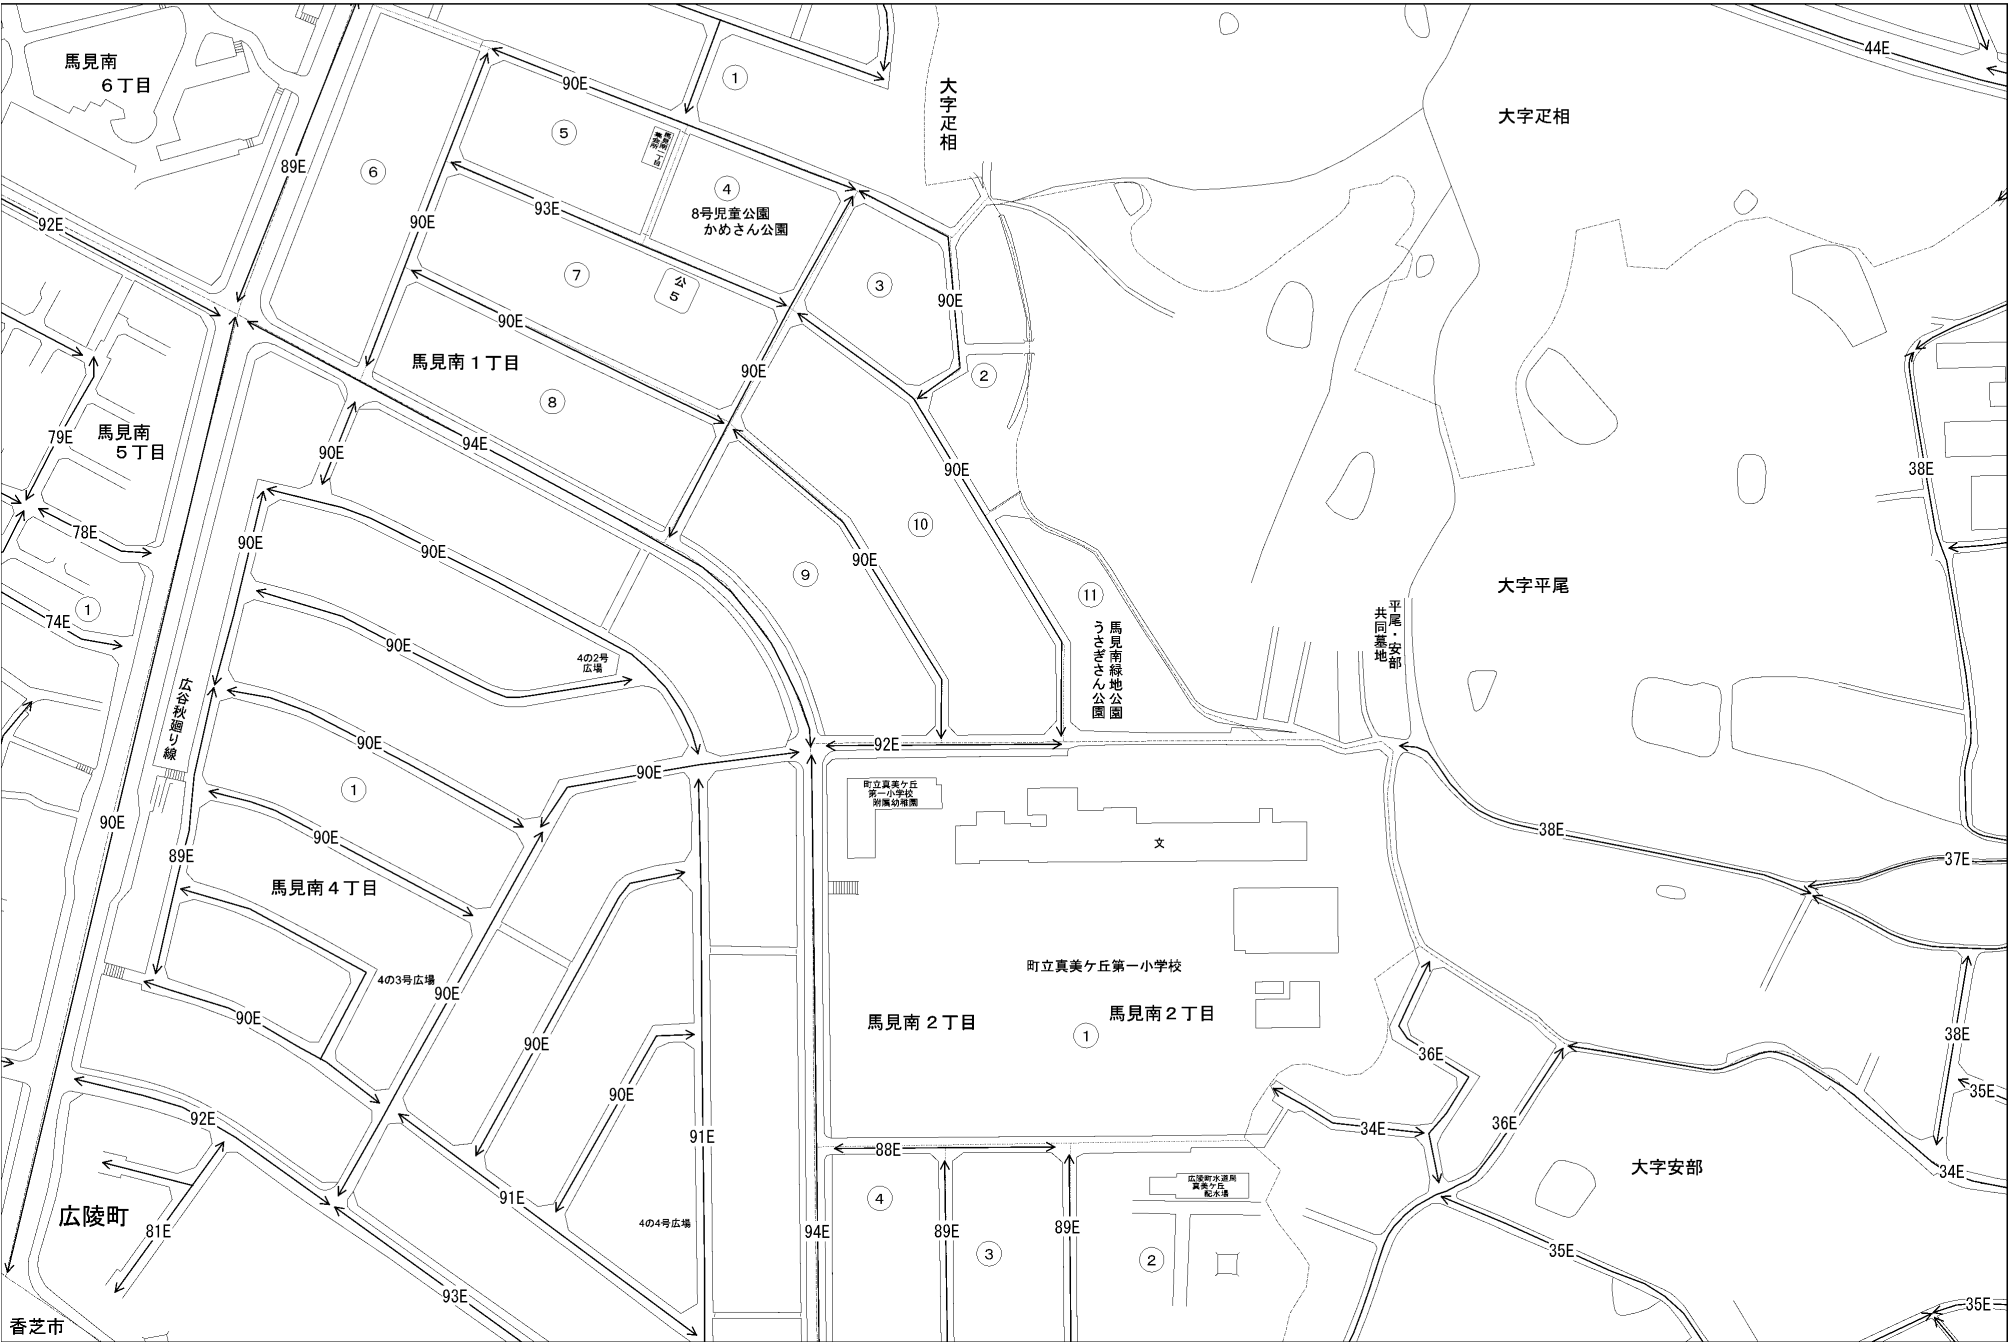 44E
馬見南
6丁目
①
90E
大字疋相
大字疋相
⑤
馬見南一丁目
集会所
89E
⑥
④
8号児童公園
かめさん公園
93E
92E
90E
⑦
公
5
③
90E
90E
馬見南1丁目
90E
②
⑧
79E
馬見南
5丁目
94E
90E
90E
38E
⑩
78E
90E
90E
90E
⑨
大字平尾
⑪
馬見南緑地公園
うさぎさん公園
平尾・安部
共同墓地
①
74E
90E
4の2号
広場
広谷秋廻り線
90E
92E
90E
①
町立真美ケ丘
第一小学校
附属幼稚園
90E
90E
文
38E
89E
37E
馬見南4丁目
町立真美ケ丘第一小学校
4の3号広場
90E
90E
馬見南2丁目
馬見南2丁目
①
90E
38E
36E
90E
35E
92E
91E
88E
34E
36E
大字安部
34E
広陵町水道局
真美ケ丘
配水場
④
91E
広陵町
81E
4の4号広場
94E
89E
89E
③
②
35E
93E
35E
香芝市